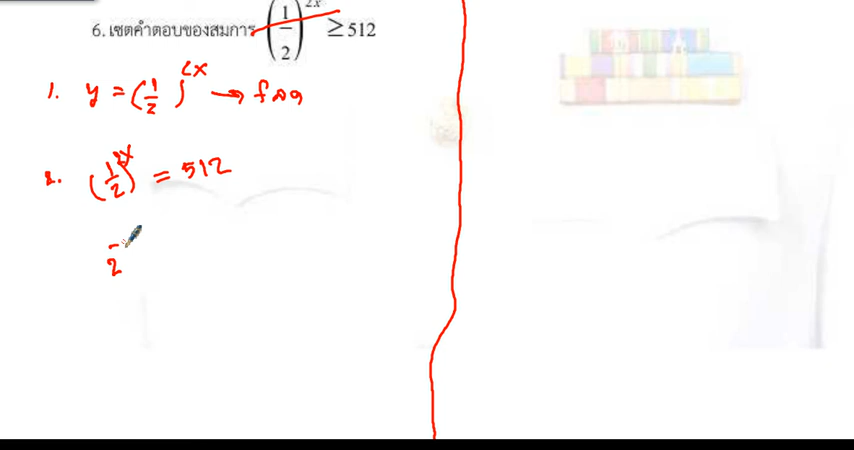 6. เซตคำตอบของสมการ (1/2)^2x ≥ 512
1. y = (1/2)^2x → f ลด
2. (1/2)^2x = 512
2^-